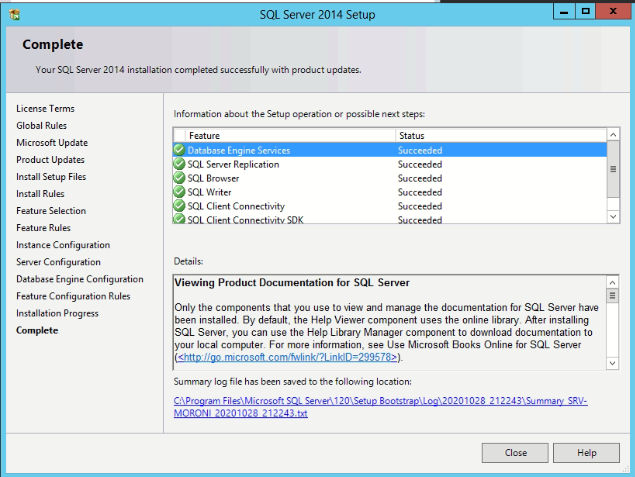 SQL Server 2014 Setup
Complete
Your SQL Server 2014 installation completed successfully with product updates.
License Terms
Global Rules
Microsoft Update
Product Updates
Install Setup Files
Install Rules
Feature Selection
Feature Rules
Instance Configuration
Server Configuration
Database Engine Configuration
Feature Configuration Rules
Installation Progress
Complete
Information about the Setup operation or possible next steps:
Feature Status
Database Engine Services Succeeded
SQL Server Replication Succeeded
SQL Browser Succeeded
SQL Writer Succeeded
SQL Client Connectivity Succeeded
SQL Client Connectivity SDK Succeeded
Details:
Viewing Product Documentation for SQL Server
Only the components that you use to view and manage the documentation for SQL Server have
been installed. By default, the Help Viewer component uses the online library. After installing
SQL Server, you can use the Help Library Manager component to download documentation to
your local computer. For more information, see Use Microsoft Books Online for SQL Server
(<http://go.microsoft.com/fwlink/?LinkID=299578>).
Summary log file has been saved to the following location:
C:\Program Files\Microsoft SQL Server\120\Setup Bootstrap\Log\20201028_212243\Summary_SRV-
MORONI_20201028_212243.txt
Close Help